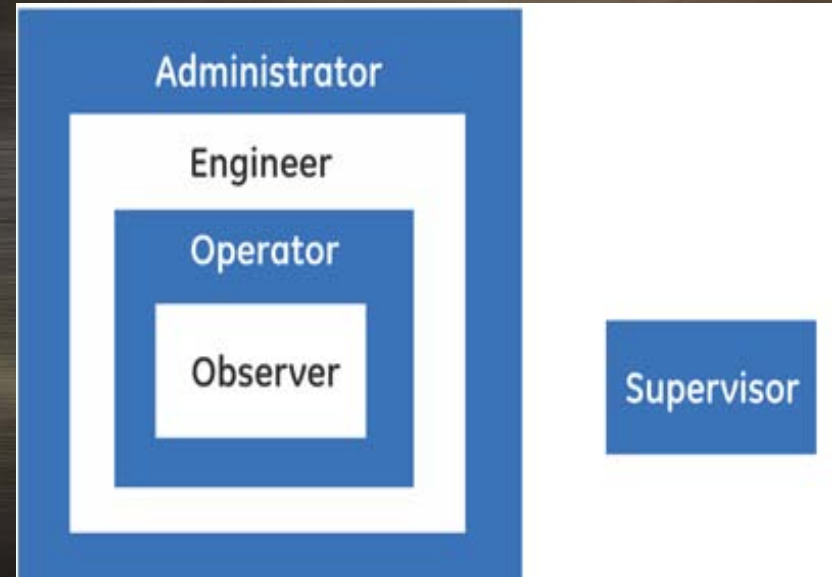 Administrator
Engineer
Operator
Observer
Supervisor